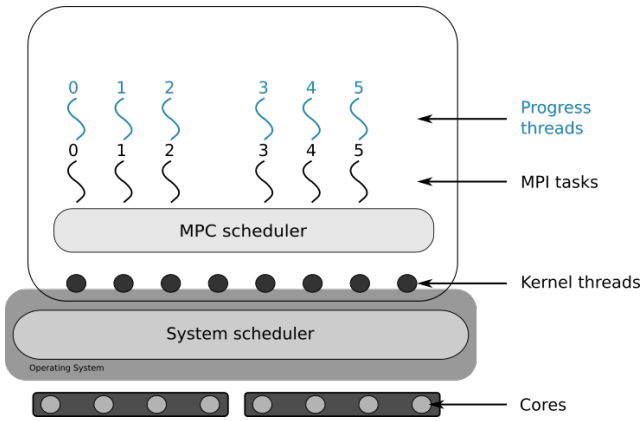 0 1 2 3 4 5
Progress
threads
0 1 2 3 4 5
MPI tasks
MPC scheduler
Kernel threads
System scheduler
Operating System
Cores